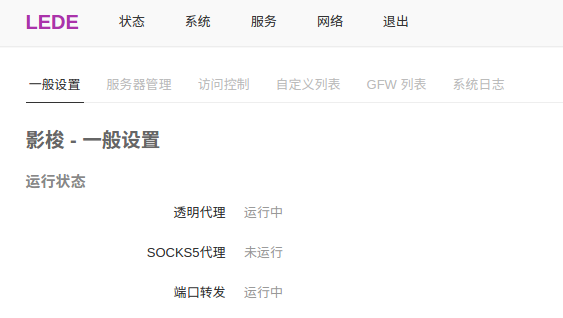 LEDE 状态 系统 服务 网络 退出
一般设置 服务器管理 访问控制 自定义列表 GFW 列表 系统日志
影梭 - 一般设置
运行状态
透明代理 运行中
SOCKS5代理 未运行
端口转发 运行中